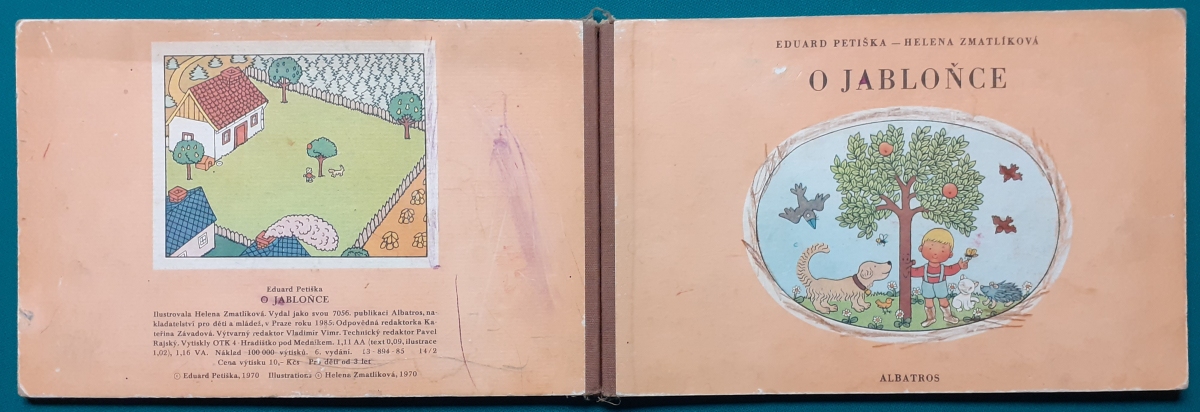 Eduard Petiška
O JABLOŇCE
Ilustrovala Helena Zmatlíková. Vydal jako svou 7056. publikaci Albatros, na-
kladatelství pro děti a mládež, v Praze roku 1985. Odpovědná redaktorka Ka-
teřina Závadová. Výtvarný redaktor Vladimír Vimr. Technický redaktor Pavel
Rajský. Vytiskly OTK 4 Hradištko pod Medníkem. 1,11 AA (text 0,09, ilustrace
1,02), 1,16 VA. Náklad 100 000 výtisků. 6. vydání. 13-894-85 14/2
Cena výtisku 10,- Kčs Pro děti od 3 let
© Eduard Petiška, 1970 Illustrations © Helena Zmatlíková, 1970
EDUARD PETIŠKA – HELENA ZMATLÍKOVÁ
O JABLOŇCE
ALBATROS